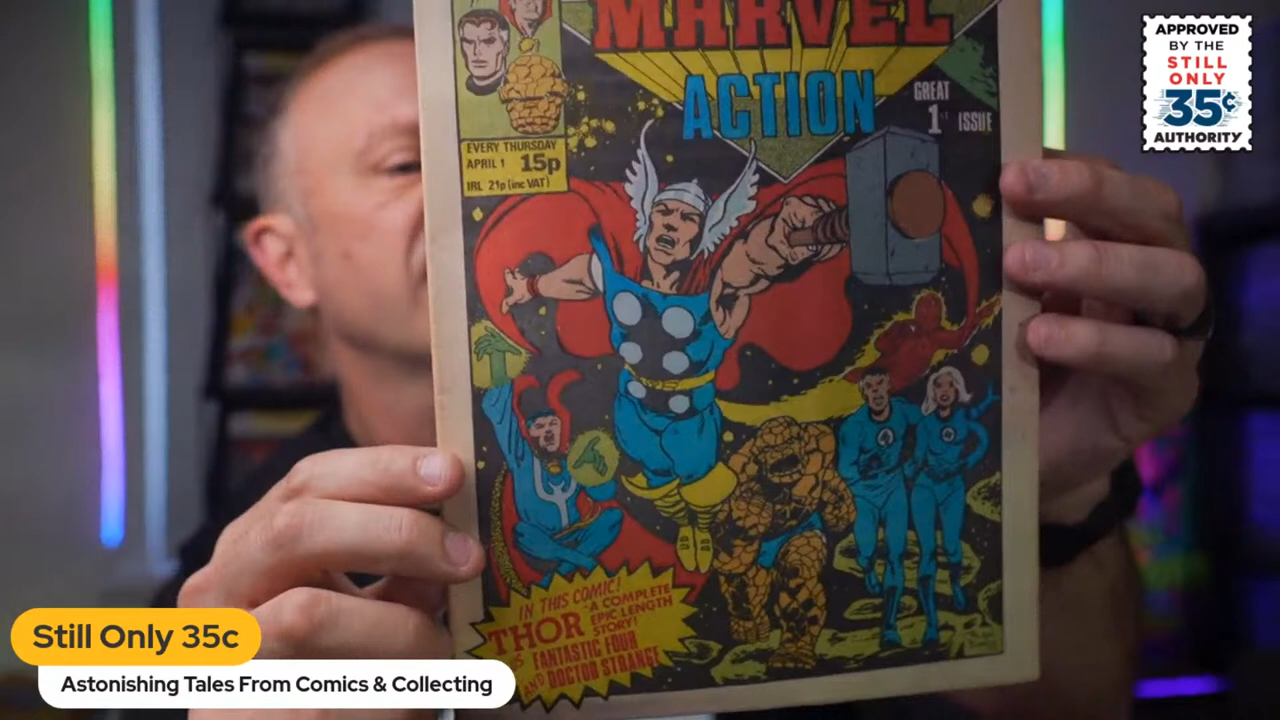 MARVEL
ACTION
GREAT
1ST ISSUE
EVERY THURSDAY
APRIL 1 15p
IRL 21p (inc VAT)
IN THIS COMIC!
THOR
-A COMPLETE
EPIC LENGTH
STORY!
FANTASTIC FOUR
AND DOCTOR STRANGE
APPROVED
BY THE
STILL
ONLY
35¢
AUTHORITY
Still Only 35c
Astonishing Tales From Comics & Collecting